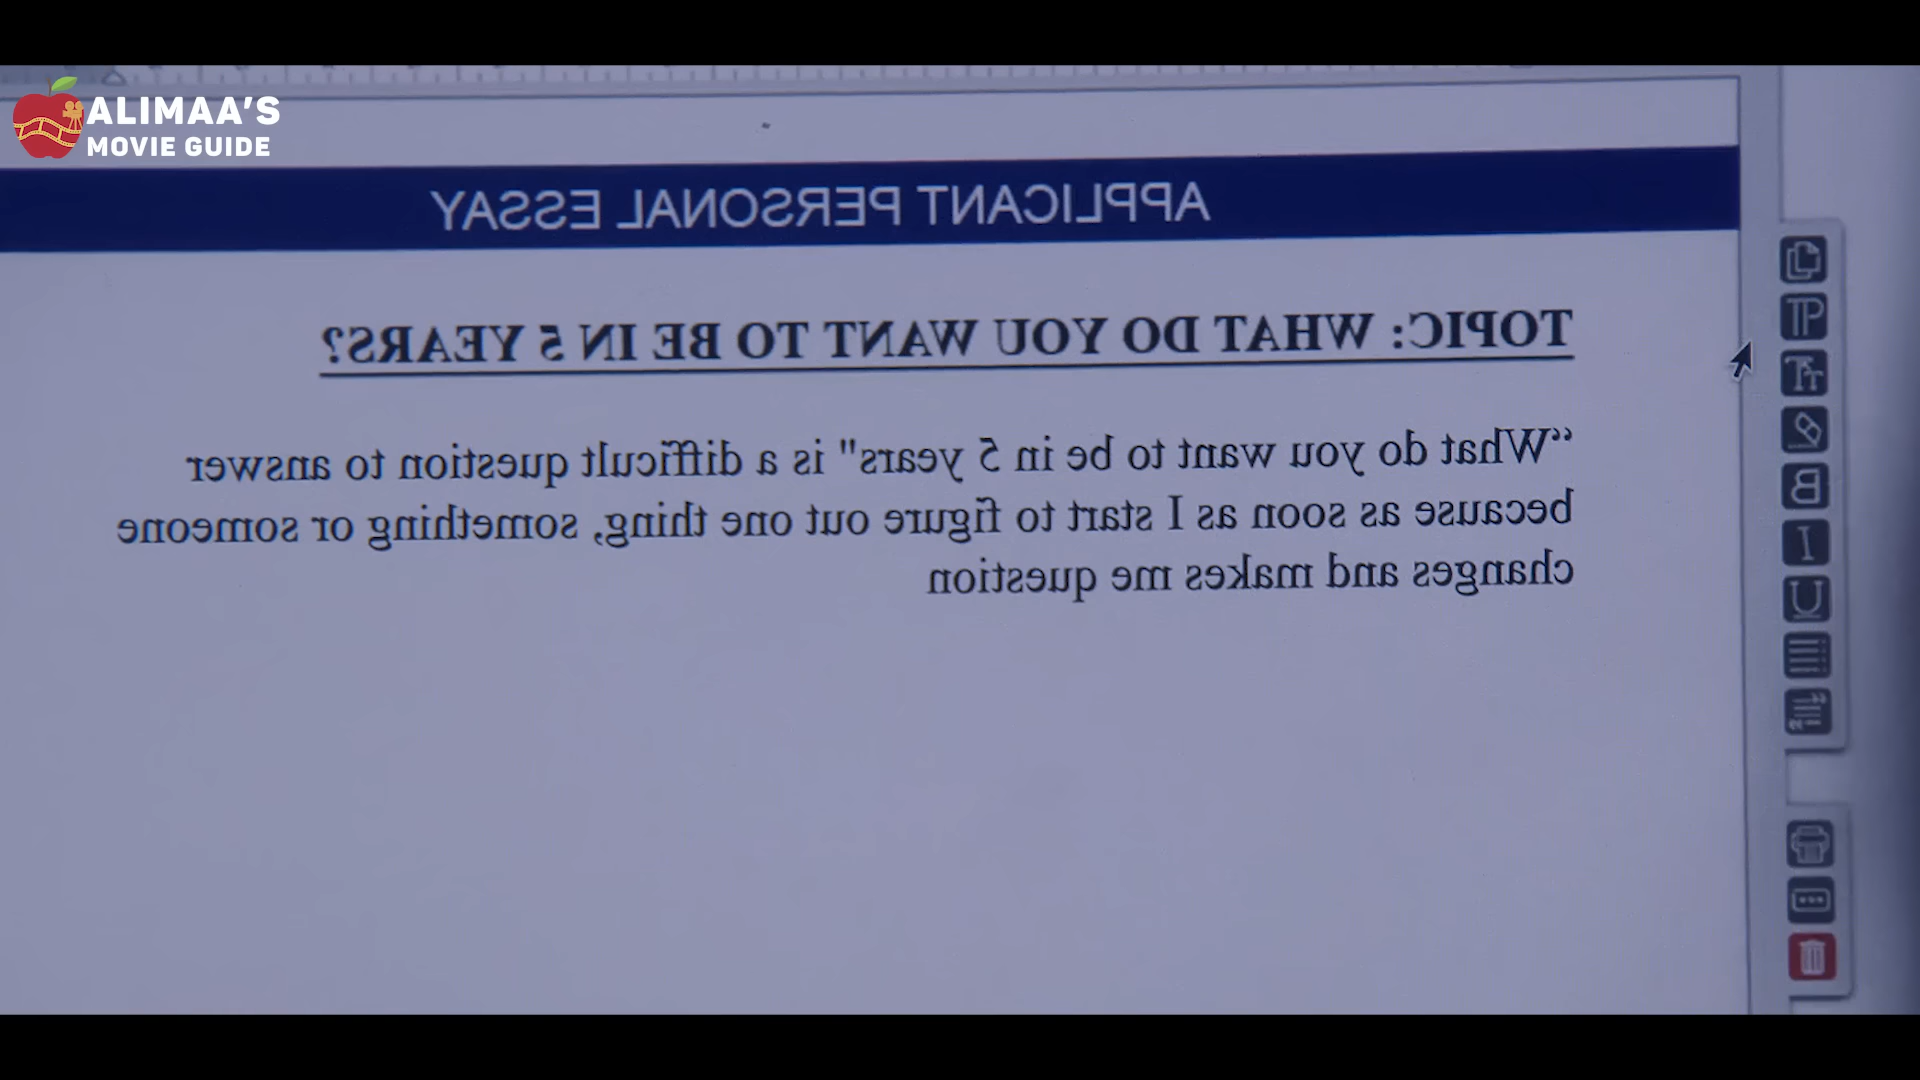 ALIMAA'S
MOVIE GUIDE
APPLICANT PERSONAL ESSAY
TOPIC: WHAT DO YOU WANT TO BE IN 5 YEARS?
“What do you want to be in 5 years" is a difficult question to answer
because as soon as I start to figure out one thing, something or someone
changes and makes me question